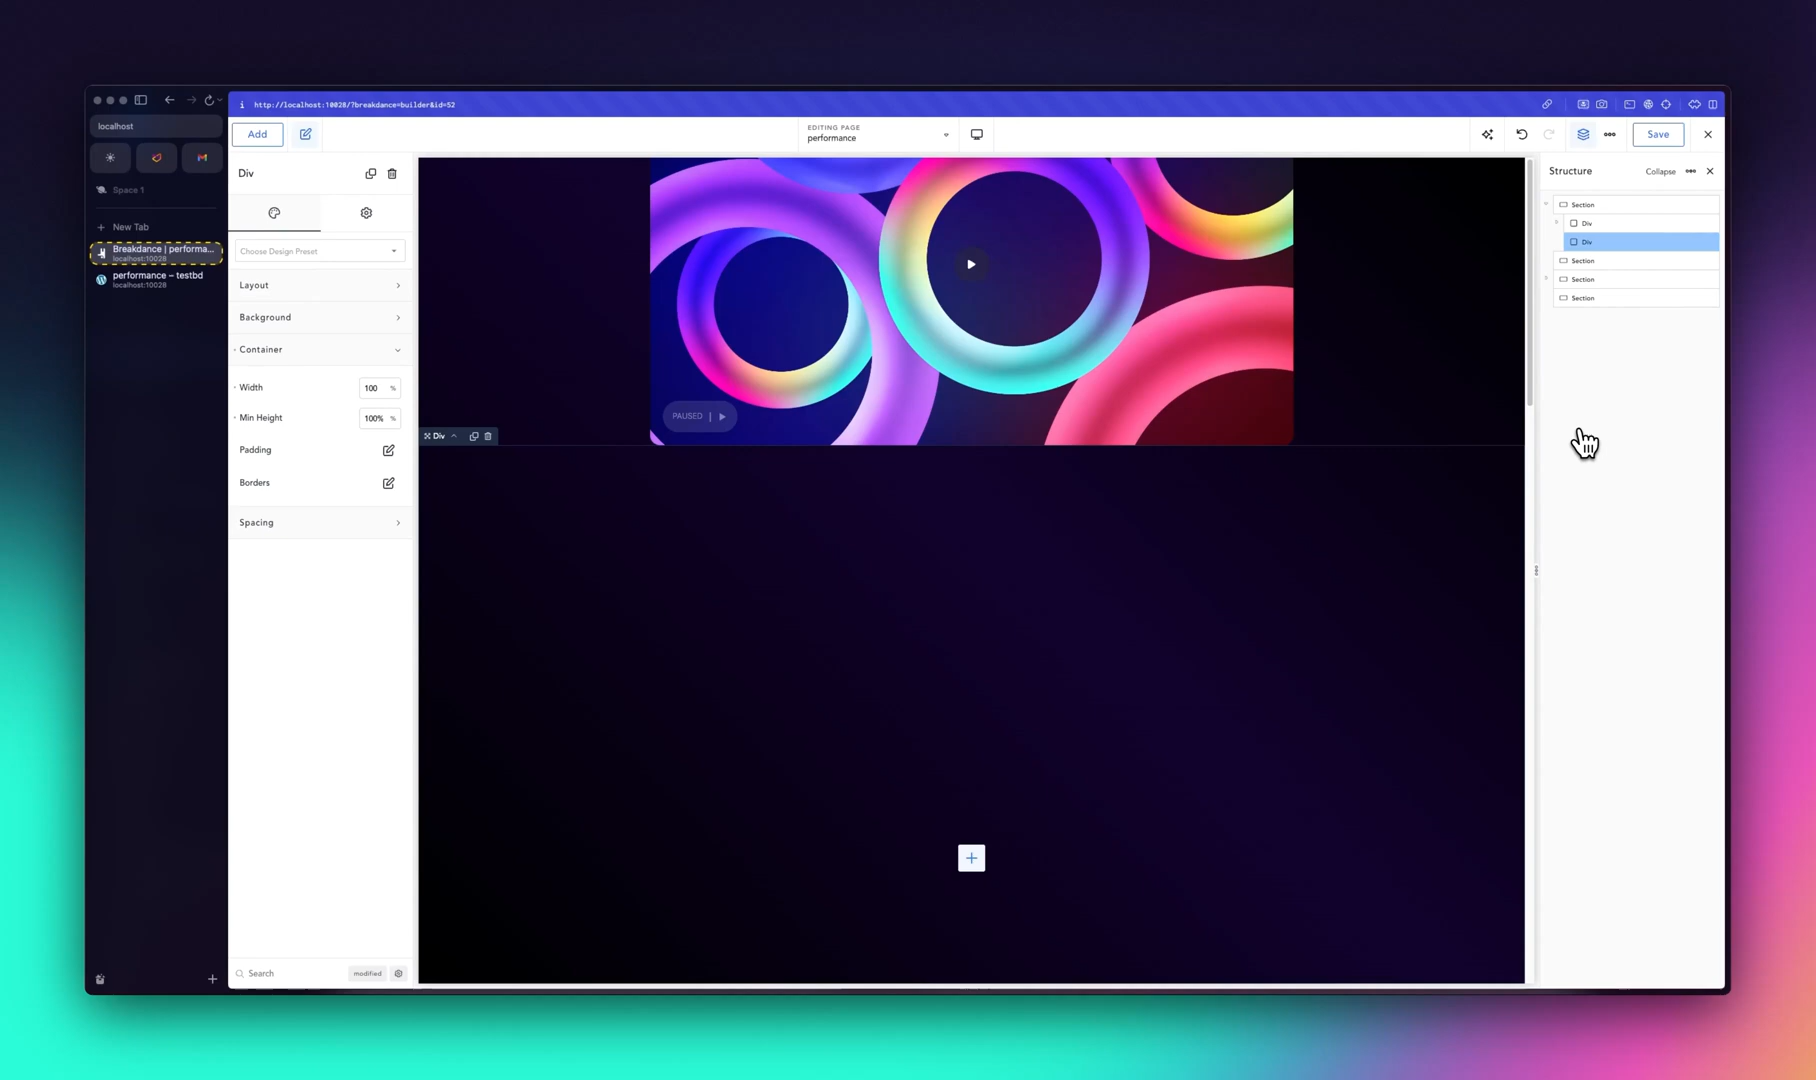 http://localhost:10028/?breakdance=builder&id=52
localhost
Space 1
New Tab
Breakdance | performa...
localhost:10028
performance – testbd
localhost:10028
Add
EDITING PAGE
performance
Save
Div
Choose Design Preset
Layout
Background
Container
Width
100 %
Min Height
100% %
Padding
Borders
Spacing
Search
modified
PAUSED
Div
Structure
Collapse
Section
Div
Div
Section
Section
Section